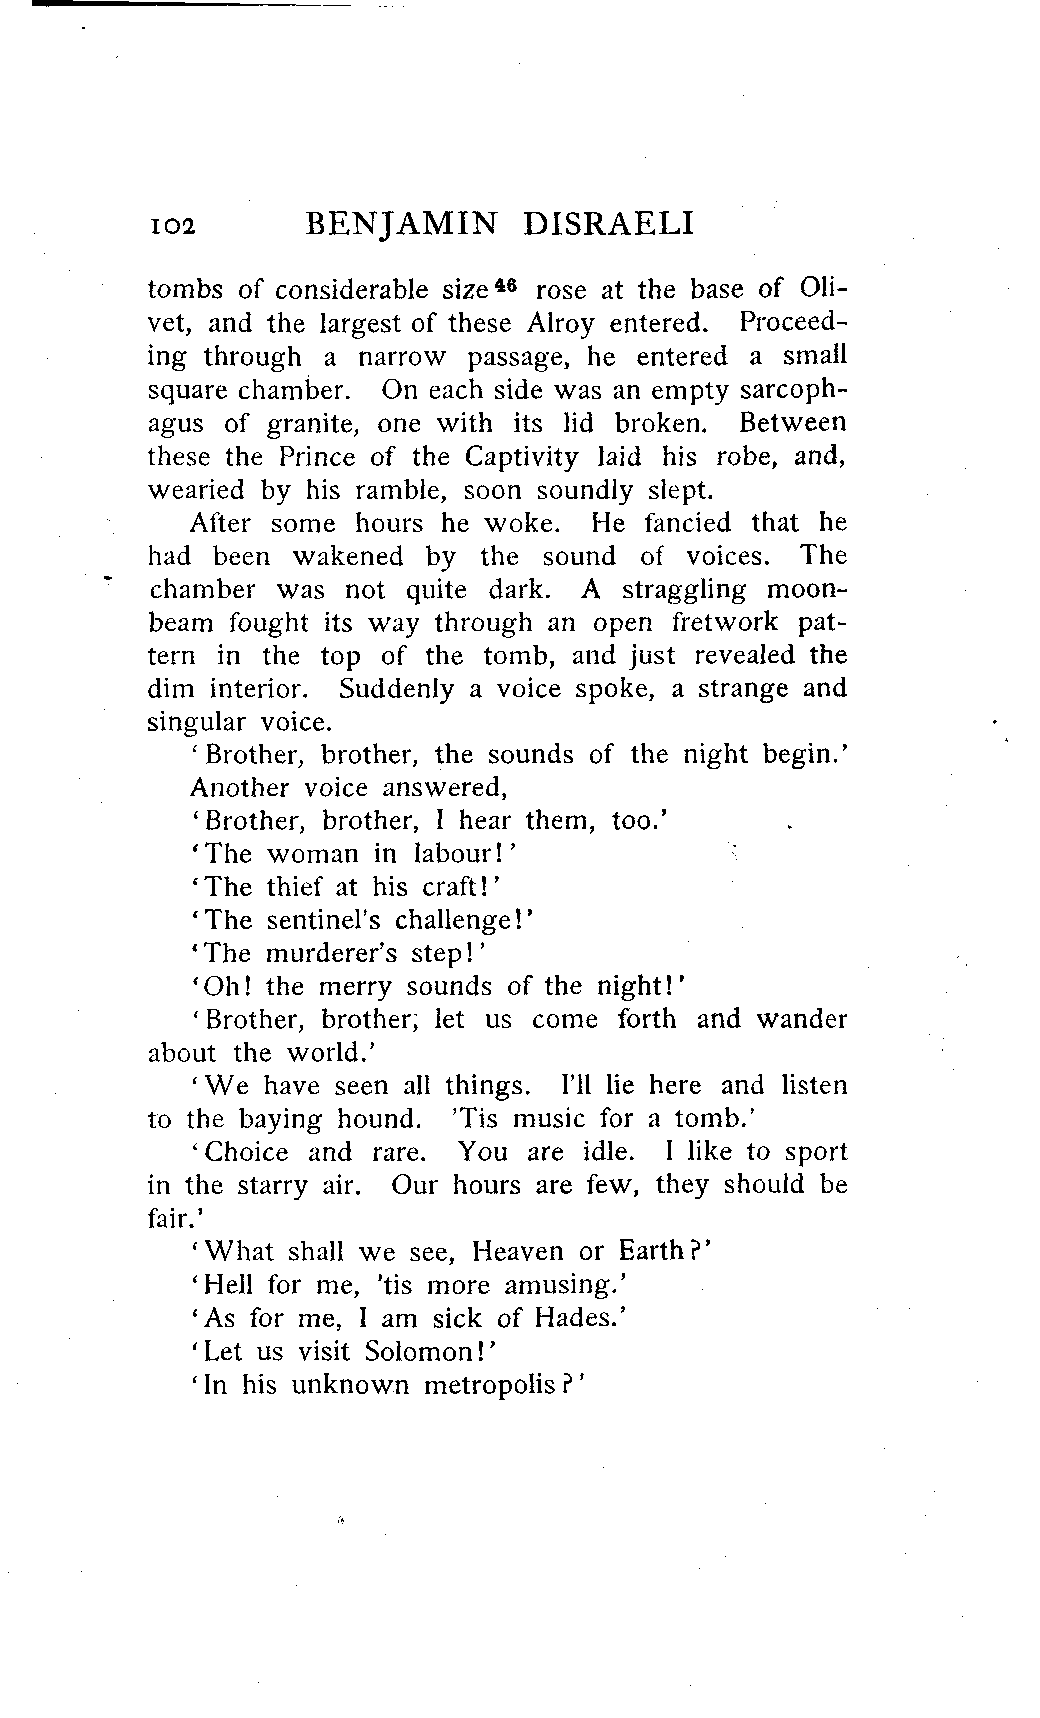 102 BENJAMIN DISRAELI
tombs of considerable size⁴⁶ rose at the base of Oli-
vet, and the largest of these Alroy entered. Proceed-
ing through a narrow passage, he entered a small
square chamber. On each side was an empty sarcoph-
agus of granite, one with its lid broken. Between
these the Prince of the Captivity laid his robe, and,
wearied by his ramble, soon soundly slept.
After some hours he woke. He fancied that he
had been wakened by the sound of voices. The
chamber was not quite dark. A straggling moon-
beam fought its way through an open fretwork pat-
tern in the top of the tomb, and just revealed the
dim interior. Suddenly a voice spoke, a strange and
singular voice.
‘Brother, brother, the sounds of the night begin.’
Another voice answered,
‘Brother, brother, I hear them, too.’
‘The woman in labour!’
‘The thief at his craft!’
‘The sentinel’s challenge!’
‘The murderer’s step!’
‘Oh! the merry sounds of the night!’
‘Brother, brother; let us come forth and wander
about the world.’
‘We have seen all things. I’ll lie here and listen
to the baying hound. ’Tis music for a tomb.’
‘Choice and rare. You are idle. I like to sport
in the starry air. Our hours are few, they should be
fair.’
‘What shall we see, Heaven or Earth?’
‘Hell for me, ’tis more amusing.’
‘As for me, I am sick of Hades.’
‘Let us visit Solomon!’
‘In his unknown metropolis?’